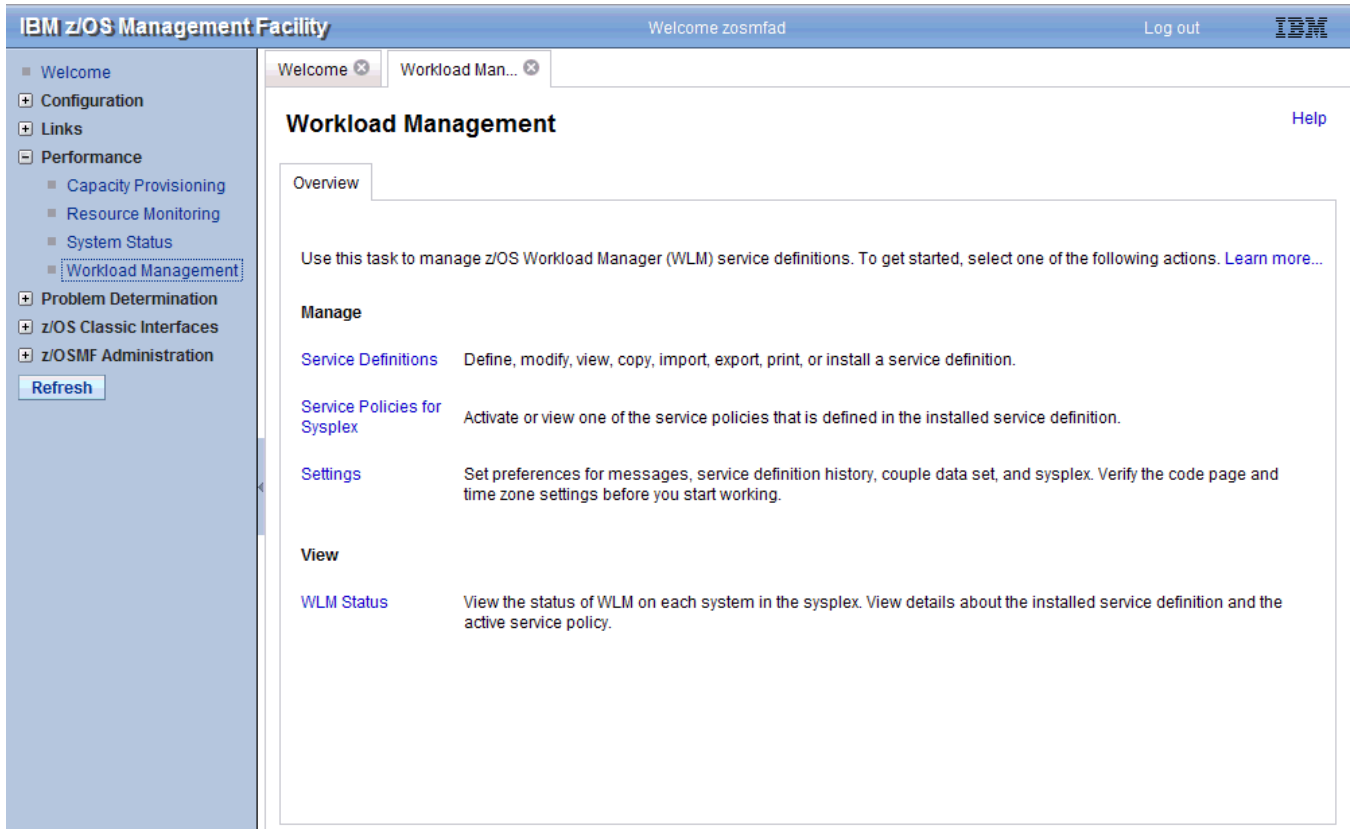 IBM z/OS Management Facility
Welcome zosmfad
Log out
IBM
Welcome
Configuration
Links
Performance
Capacity Provisioning
Resource Monitoring
System Status
Workload Management
Problem Determination
z/OS Classic Interfaces
z/OSMF Administration
Refresh
Welcome
Workload Man...
Workload Management
Help
Overview
Use this task to manage z/OS Workload Manager (WLM) service definitions. To get started, select one of the following actions. Learn more...
Manage
Service Definitions
Define, modify, view, copy, import, export, print, or install a service definition.
Service Policies for
Sysplex
Activate or view one of the service policies that is defined in the installed service definition.
Settings
Set preferences for messages, service definition history, couple data set, and sysplex. Verify the code page and
time zone settings before you start working.
View
WLM Status
View the status of WLM on each system in the sysplex. View details about the installed service definition and the
active service policy.